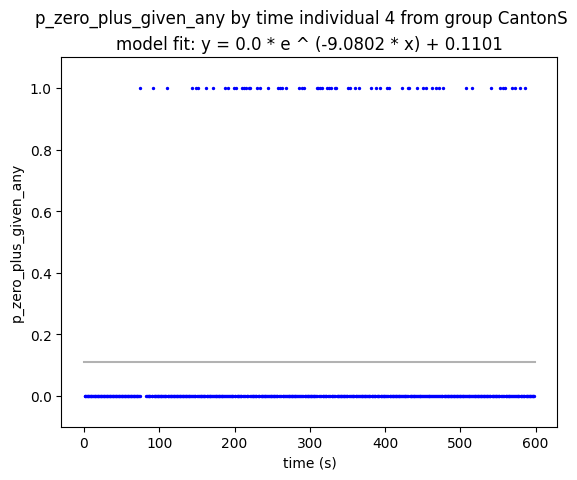 p_zero_plus_given_any by time individual 4 from group CantonS
model fit: y = 0.0 * e ^ (-9.0802 * x) + 0.1101
1.0
0.8
0.6
0.4
0.2
0.0
p_zero_plus_given_any
0 100 200 300 400 500 600
time (s)